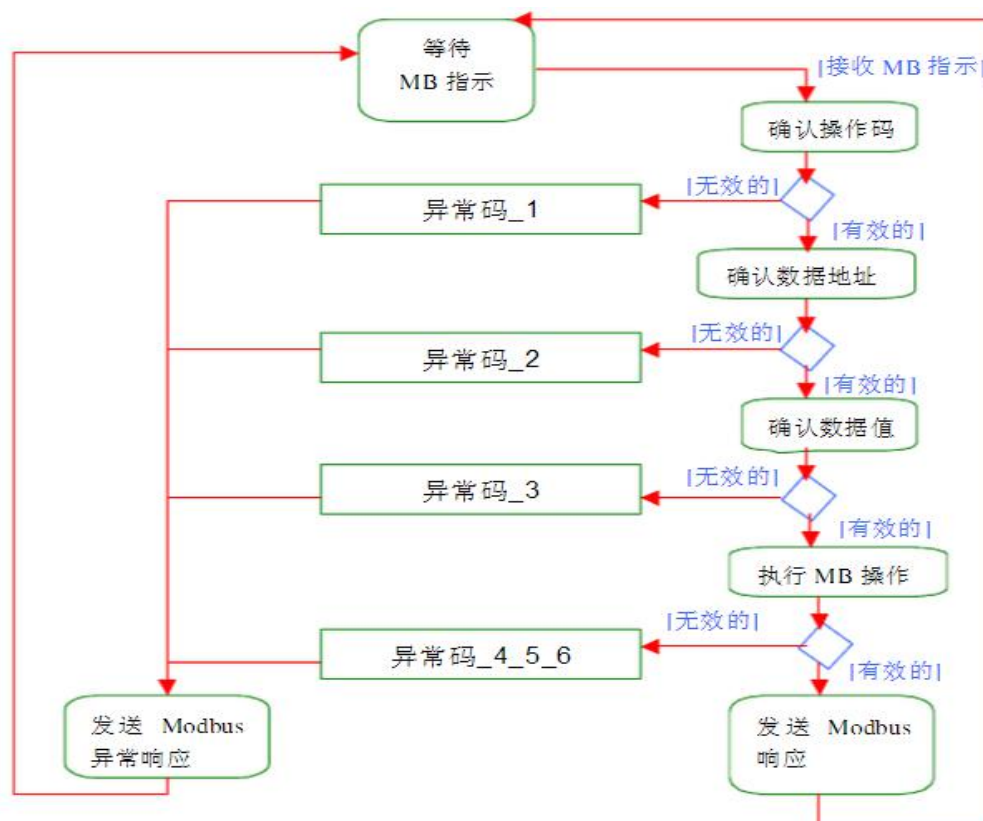 等待
MB 指示
[接收 MB 指示]
确认操作码
[无效的]
异常码_1
[有效的]
确认数据地址
[无效的]
异常码_2
[有效的]
确认数据值
[无效的]
异常码_3
[有效的]
执行 MB 操作
[无效的]
异常码_4_5_6
[有效的]
发送 Modbus
异常响应
发送 Modbus
响应